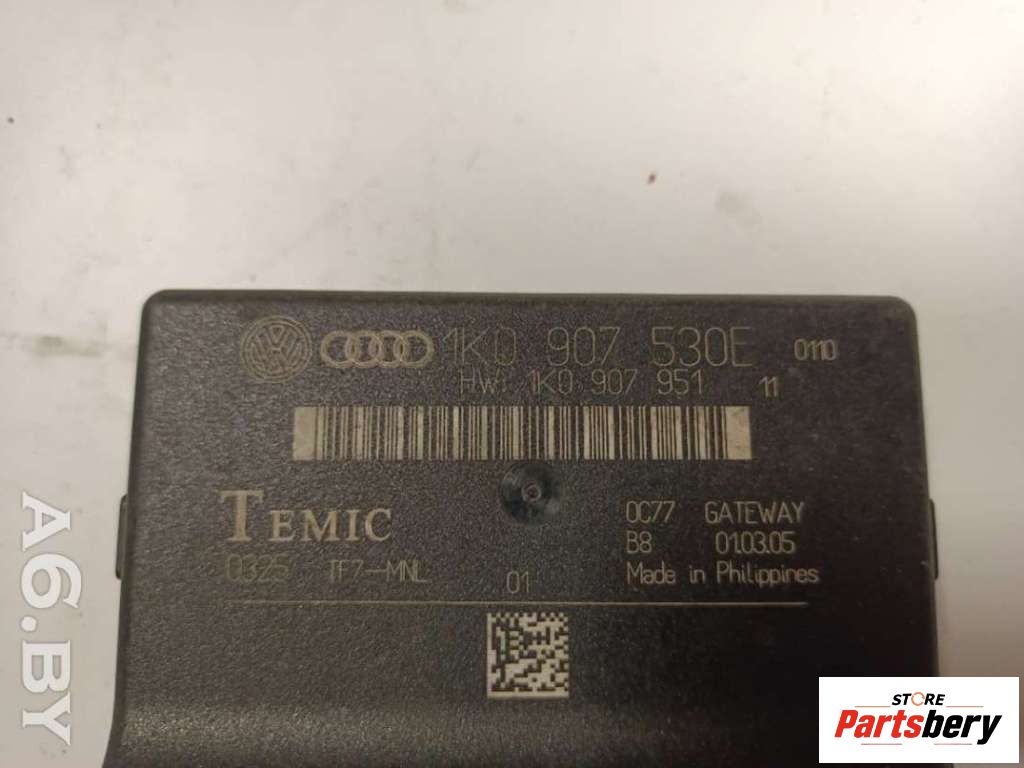 1K0 907 530E 0110
HW: 1K0 907 951 11
TEMIC
0C77 GATEWAY
B8 01.03.05
0325 TF7-MNL 01 Made in Philippines
A6.BY
STORE
Partsbery